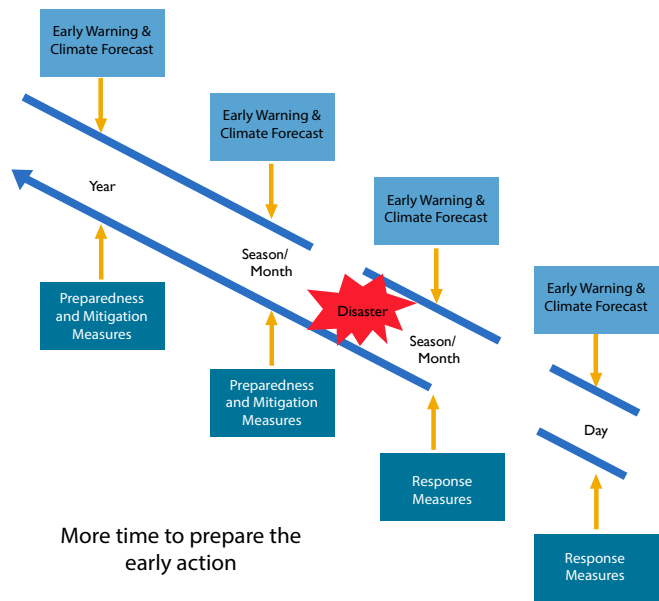 Early Warning &
Climate Forecast
Early Warning &
Climate Forecast
Early Warning &
Climate Forecast
Early Warning &
Climate Forecast
Year
Season/
Month
Disaster
Season/
Month
Day
Preparedness
and Mitigation
Measures
Preparedness
and Mitigation
Measures
Response
Measures
Response
Measures
More time to prepare the
early action